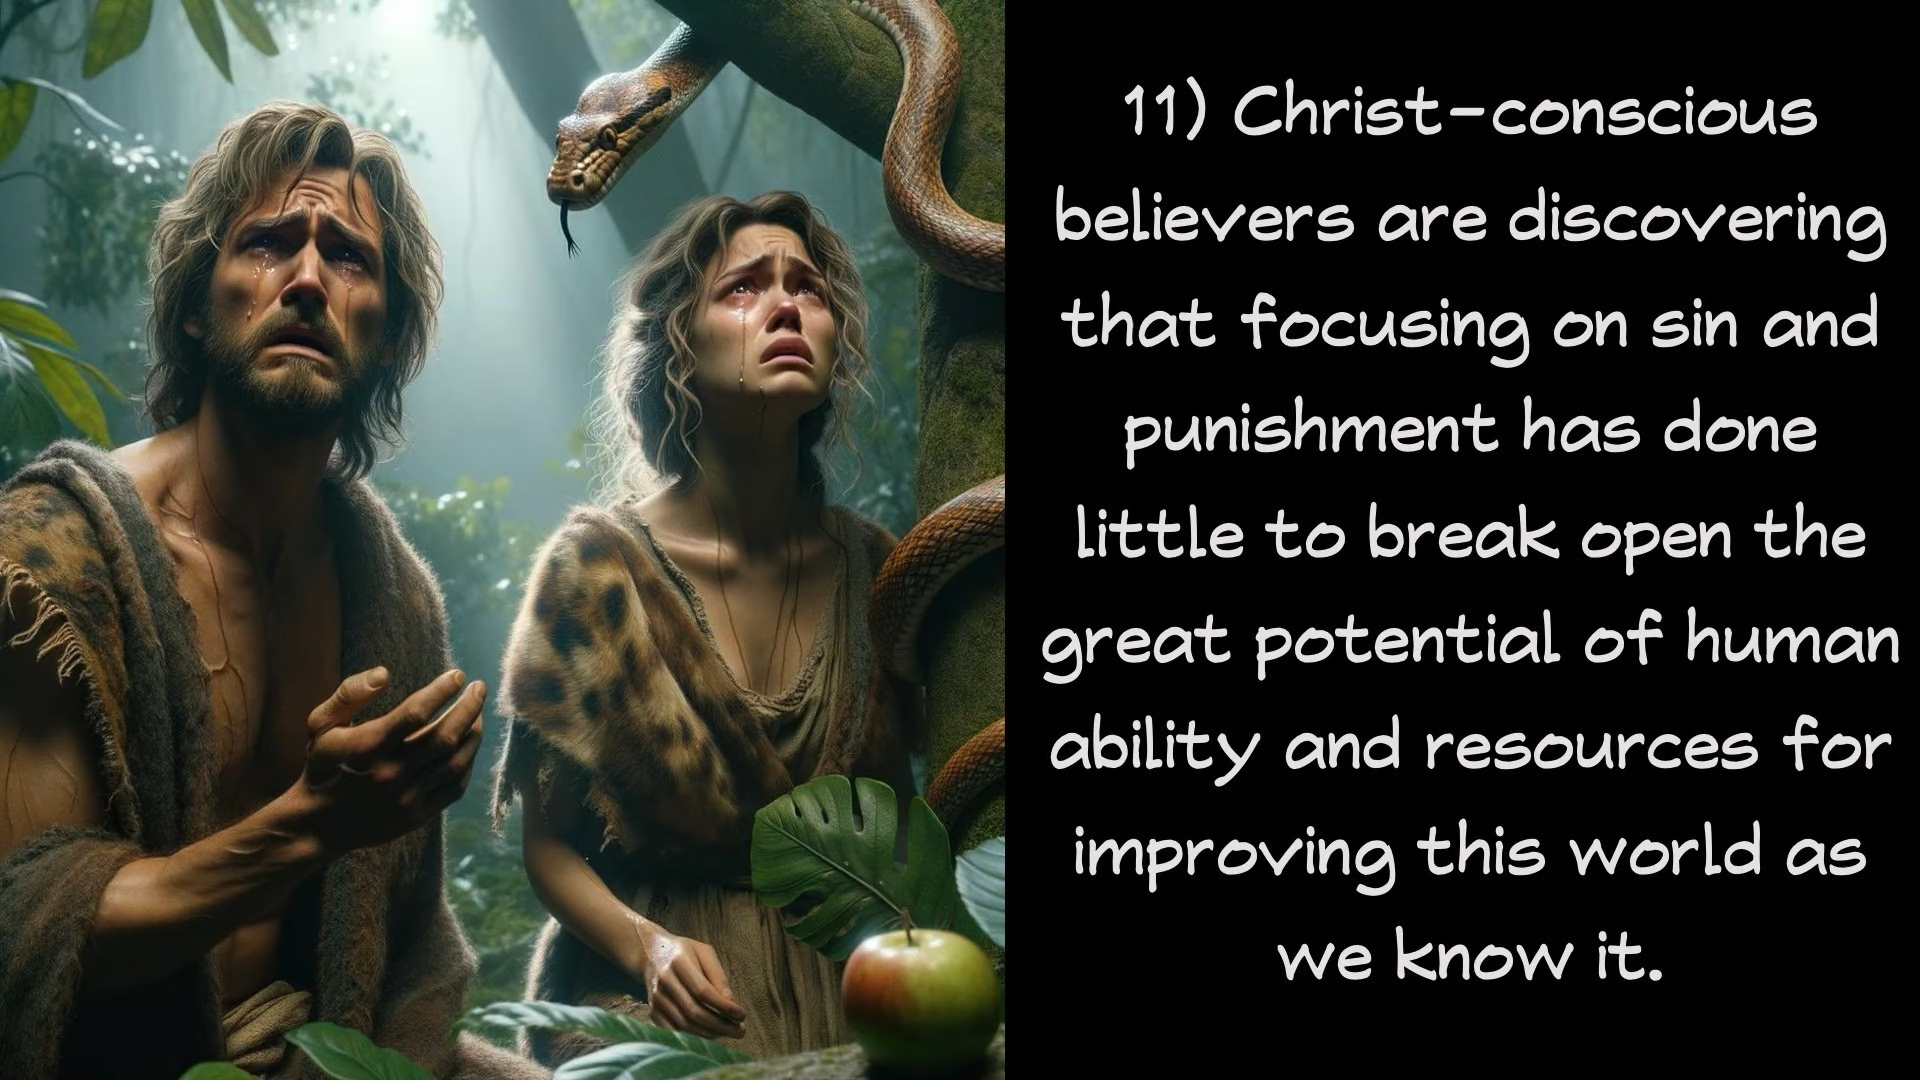 11) Christ-conscious
believers are discovering
that focusing on sin and
punishment has done
little to break open the
great potential of human
ability and resources for
improving this world as
we know it.